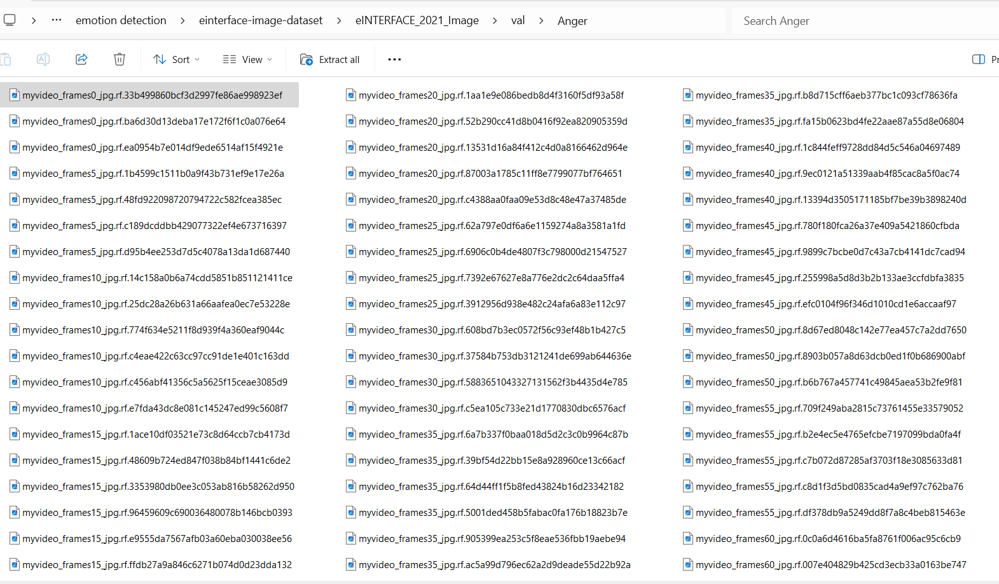 emotion detection > einterface-image-dataset > eINTERFACE_2021_Image > val > Anger
Search Anger
Sort
View
Extract all
Pr
myvideo_frames0_jpg.rf.33b499860bcf3d2997fe86ae998923ef
myvideo_frames0_jpg.rf.ba6d30d13deba17e172f6f1c0a076e64
myvideo_frames0_jpg.rf.ea0954b7e014df9ede6514af15f4921e
myvideo_frames5_jpg.rf.1b4599c1511b0a9f43b731ef9e17e26a
myvideo_frames5_jpg.rf.48fd922098720794722c582fcea385ec
myvideo_frames5_jpg.rf.c189dcddbb429077322ef4e673716397
myvideo_frames5_jpg.rf.d95b4ee253d7d5c4078a13da1d687440
myvideo_frames10_jpg.rf.14c158a0b6a74cdd5851b851121411ce
myvideo_frames10_jpg.rf.25dc28a26b631a66aafea0ec7e53228e
myvideo_frames10_jpg.rf.774f634e5211f8d939f4a360eaf9044c
myvideo_frames10_jpg.rf.c4eae422c63cc97cc91de1e401c163dd
myvideo_frames10_jpg.rf.c456abf41356c5a5625f15ceae3085d9
myvideo_frames10_jpg.rf.e7fda43dc8e081c145247ed99c5608f7
myvideo_frames15_jpg.rf.1ace10df03521e73c8d64ccb7cb4173d
myvideo_frames15_jpg.rf.48609b724ed847f038b84bf1441c6de2
myvideo_frames15_jpg.rf.3353980db0ee3c053ab816b58262d950
myvideo_frames15_jpg.rf.96459609c690036480078b146bcb0393
myvideo_frames15_jpg.rf.e9555da7567afb03a60eba030038ee56
myvideo_frames15_jpg.rf.ffdb27a9a846c6271b074d0d23dda132
myvideo_frames20_jpg.rf.1aa1e9e086bedb8d4f3160f5df93a58f
myvideo_frames20_jpg.rf.52b290cc41d8b0416f92ea820905359d
myvideo_frames20_jpg.rf.13531d16a84f412c4d0a8166462d964e
myvideo_frames20_jpg.rf.87003a1785c11ff8e7799077bf764651
myvideo_frames20_jpg.rf.c4388aa0faa09e53d8c48e47a37485de
myvideo_frames25_jpg.rf.62a797e0df6a6e1159274a8a3581a1fd
myvideo_frames25_jpg.rf.6906c0b4de4807f3c798000d21547527
myvideo_frames25_jpg.rf.7392e67627e8a776e2dc2c64daa5ffa4
myvideo_frames25_jpg.rf.3912956d938e482c24afa6a83e112c97
myvideo_frames30_jpg.rf.608bd7b3ec0572f56c93ef48b1b427c5
myvideo_frames30_jpg.rf.37584b753db3121241de699ab644636e
myvideo_frames30_jpg.rf.5883651043327131562f3b4435d4e785
myvideo_frames30_jpg.rf.c5ea105c733e21d1770830dbc6576acf
myvideo_frames35_jpg.rf.6a7b337f0baa018d5d2c3c0b9964c87b
myvideo_frames35_jpg.rf.39bf54d22bb15e8a928960ce13c66acf
myvideo_frames35_jpg.rf.64d44ff1f5b8fed43824b16d23342182
myvideo_frames35_jpg.rf.5001ded458b5fabac0fa176b18823b7e
myvideo_frames35_jpg.rf.905399ea253c5f8eae536fbb19aebe94
myvideo_frames35_jpg.rf.ac5a99d796ec62a2d9deade55d22b92a
myvideo_frames35_jpg.rf.b8d715cff6aeb377bc1c093cf78636fa
myvideo_frames35_jpg.rf.fa15b0623bd4fe22aae87a55d8e06804
myvideo_frames40_jpg.rf.1c844feff9728dd84d5c546a04697489
myvideo_frames40_jpg.rf.9ec0121a51339aab4f85cac8a5f0ac74
myvideo_frames40_jpg.rf.13394d3505171185bf7be39b3898240d
myvideo_frames45_jpg.rf.780f180fca26a37e409a5421860cfbda
myvideo_frames45_jpg.rf.9899c7bcbe0d7c43a7cb4141dc7cad94
myvideo_frames45_jpg.rf.255998a5d8d3b2b133ae3ccfdbfa3835
myvideo_frames45_jpg.rf.efc0104f96f346d1010cd1e6accaaf97
myvideo_frames50_jpg.rf.8d67ed8048c142e77ea457c7a2dd7650
myvideo_frames50_jpg.rf.8903b057a8d63dcb0ed1f0b686900abf
myvideo_frames50_jpg.rf.b6b767a457741c49845aea53b2fe9f81
myvideo_frames55_jpg.rf.709f249aba2815c73761455e33579052
myvideo_frames55_jpg.rf.b2e4ec5e4765efcbe7197099bda0fa4f
myvideo_frames55_jpg.rf.c7b072d87285af3703f18e3085633d81
myvideo_frames55_jpg.rf.c8d1f3d5bd0835cad4a9ef97c762ba76
myvideo_frames55_jpg.rf.df378db9a5249dd8f7a8c4beb815463e
myvideo_frames60_jpg.rf.0c0a6d4616ba5fa8761f006ac95c6cb9
myvideo_frames60_jpg.rf.007e404829b425cd3ecb33a0163be747